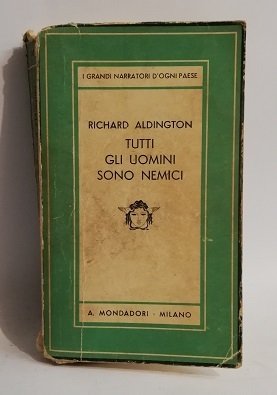 I GRANDI NARRATORI D'OGNI PAESE
RICHARD ALDINGTON
TUTTI
GLI UOMINI
SONO NEMICI
A. MONDADORI - MILANO